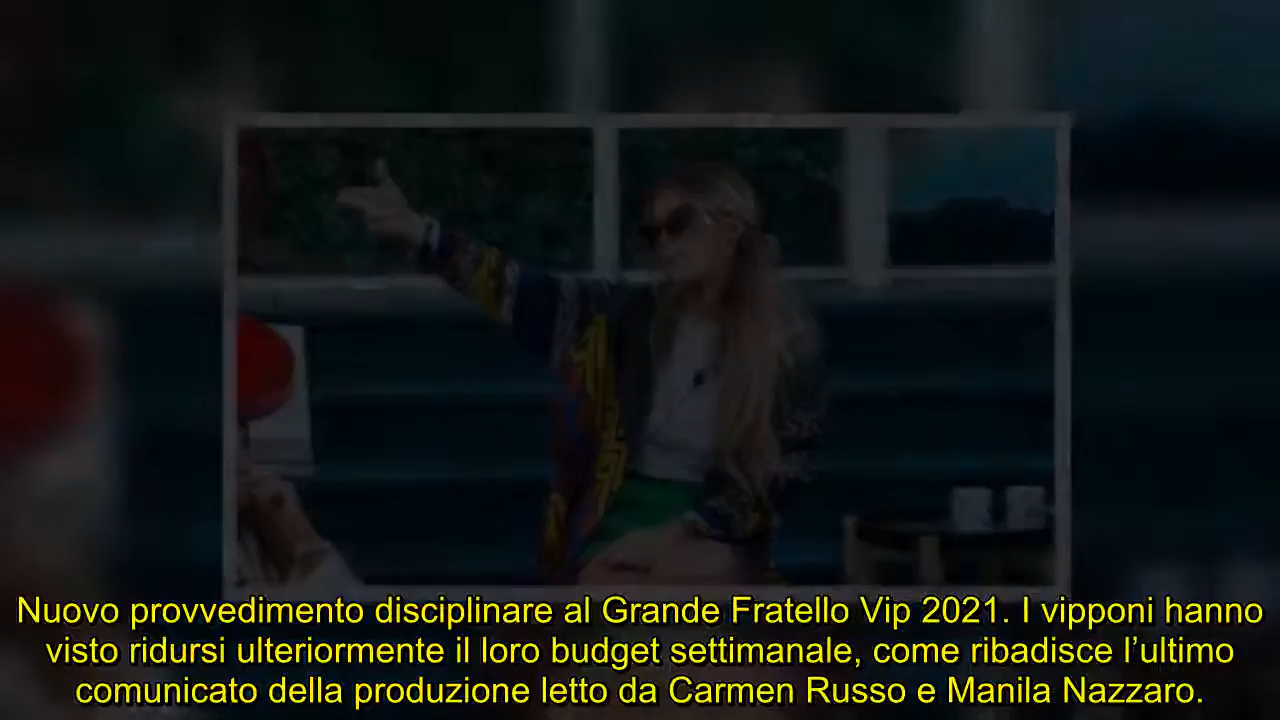 Nuovo provvedimento disciplinare al Grande Fratello Vip 2021. I vipponi hanno
visto ridursi ulteriormente il loro budget settimanale, come ribadisce l’ultimo
comunicato della produzione letto da Carmen Russo e Manila Nazzaro.